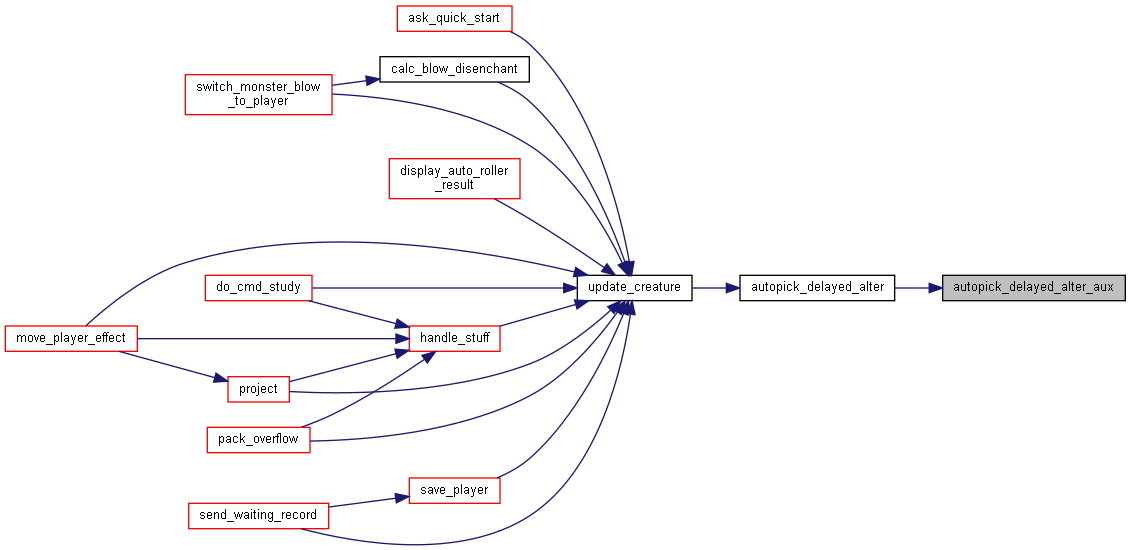 ask_quick_start
calc_blow_disenchant
switch_monster_blow
_to_player
display_auto_roller
_result
do_cmd_study
update_creature
autopick_delayed_alter
autopick_delayed_alter_aux
move_player_effect
handle_stuff
project
pack_overflow
save_player
send_waiting_record